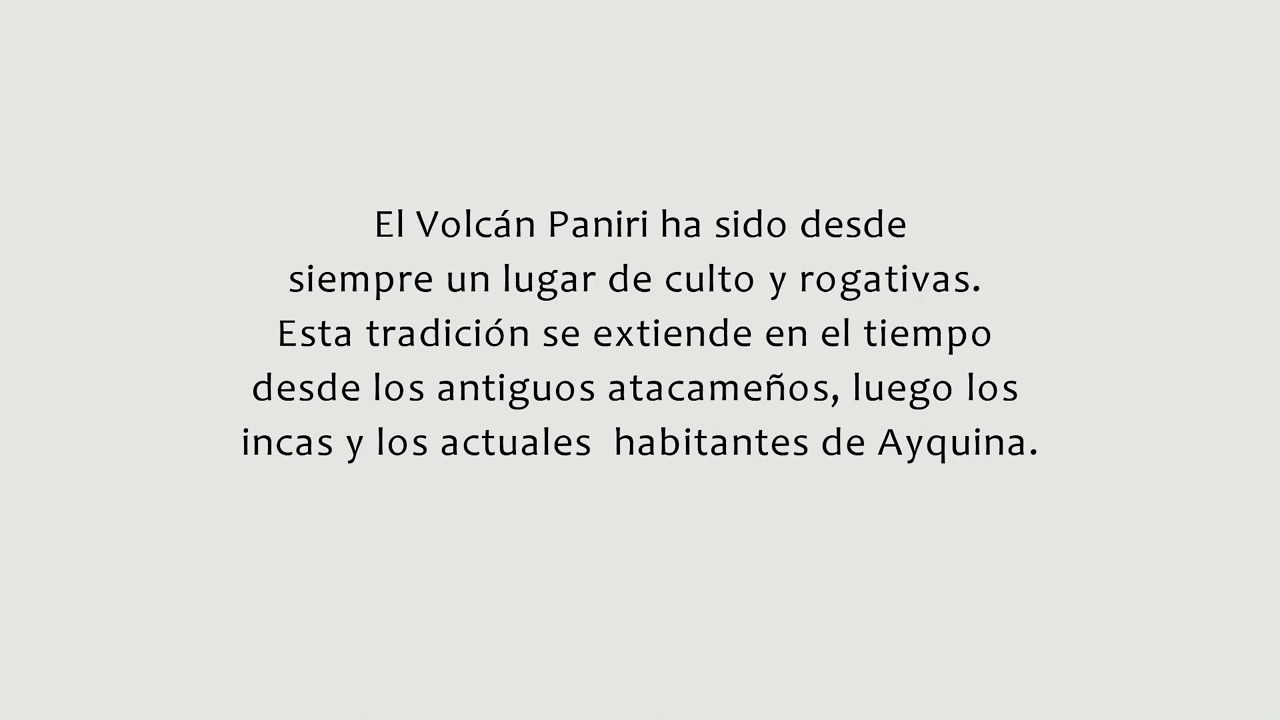 El Volcán Paniri ha sido desde
siempre un lugar de culto y rogativas.
Esta tradición se extiende en el tiempo
desde los antiguos atacameños, luego los
incas y los actuales  habitantes de Ayquina.